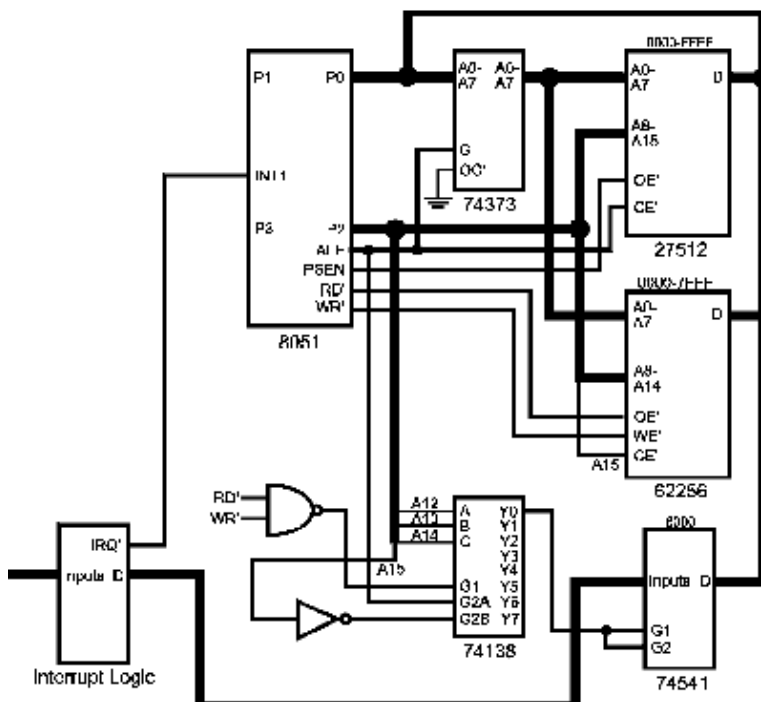 0000-FFFF
P1 P0
A0-
A7
A0-
A7
A0-
A7
D
A8-
A15
G
OC'
INT1
OE'
CE'
74373
P2
ALE
27512
PSEN
RD'
WR'
0000-7FFF
A0-
A7
D
8051
A8-
A14
OE'
WE'
A15
CE'
62256
RD'
WR'
A12
A13
A14
A15
A
B
C
G1
G2A
G2B
Y0
Y1
Y2
Y3
Y4
Y5
Y6
Y7
74138
IRQ'
Inputs
Interrupt Logic
Inputs D
G1
G2
74541